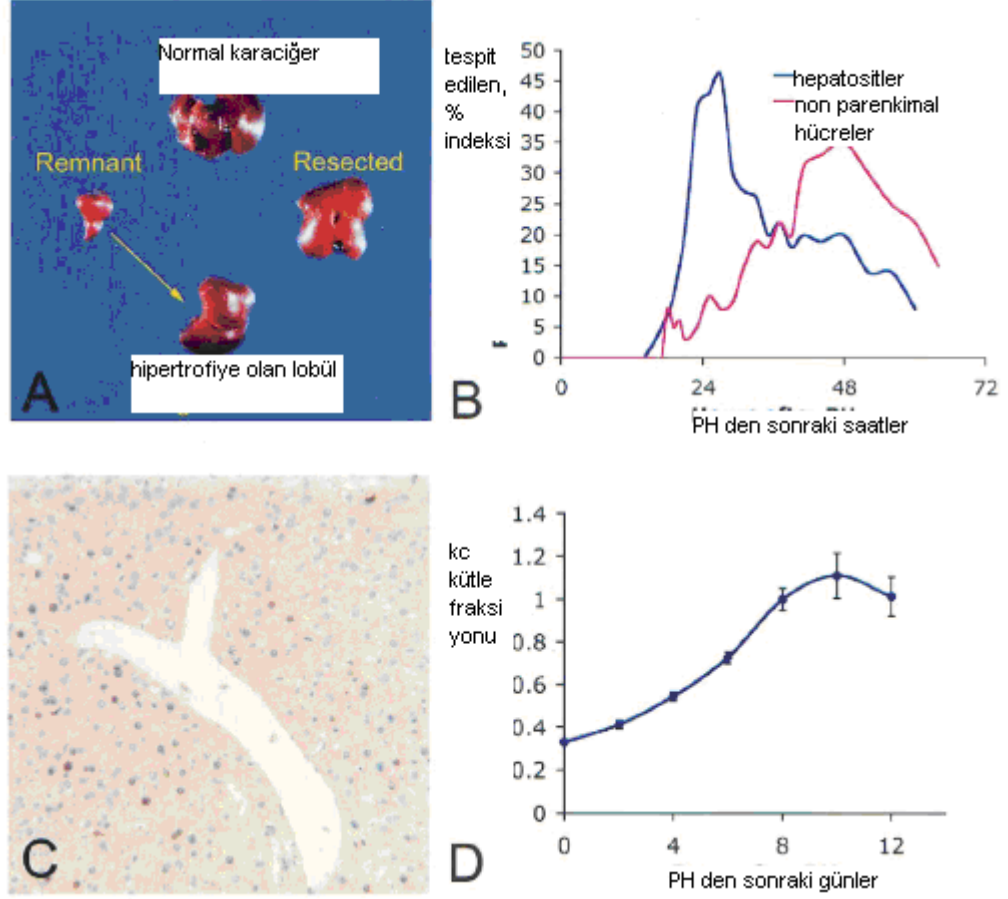 Normal karaciğer
Remnant
Resected
hipertrofiye olan lobül
A
tespit
edilen,
%
indeksi
50
45
40
35
30
25
20
15
10
5
0
hepatositler
non parenkimal
hücreler
0
24
48
72
B
PH den sonraki saatler
C
kc
kütle
fraksi
yonu
1.4
1.2
1
0.8
0.6
0.4
0.2
0
0
4
8
12
D
PH den sonraki günler